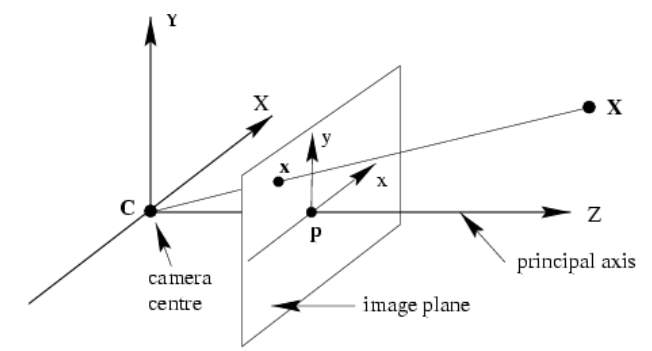 Y
X
X
y
x
x
C
Z
p
principal axis
camera
centre
image plane